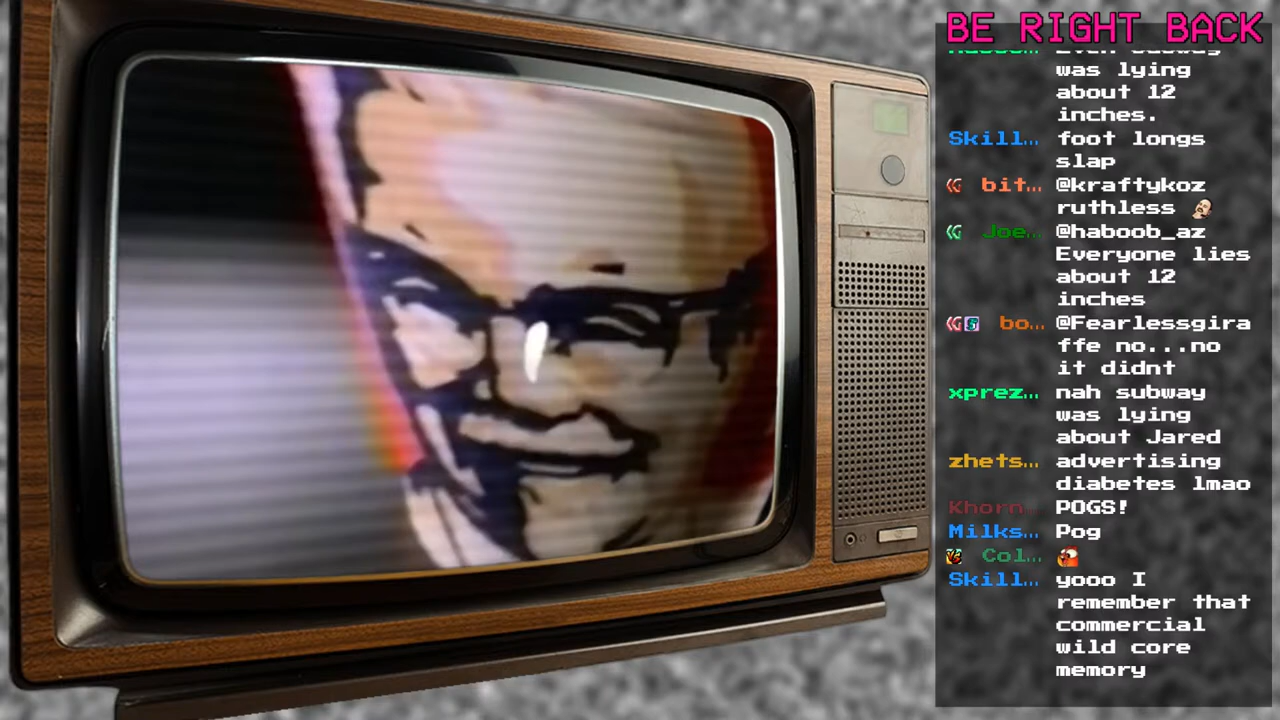 BE RIGHT BACK
was lying
about 12
inches.
Skill... foot longs
slap
bit... @kraftykoz
ruthless
Joe... @haboob_az
Everyone lies
about 12
inches
bo... @Fearlessgira
ffe no...no
it didnt
xprez... nah subway
was lying
about Jared
zhets... advertising
diabetes lmao
Khorn... POGS!
Milks... Pog
Col...
Skill... yooo I
remember that
commercial
wild core
memory